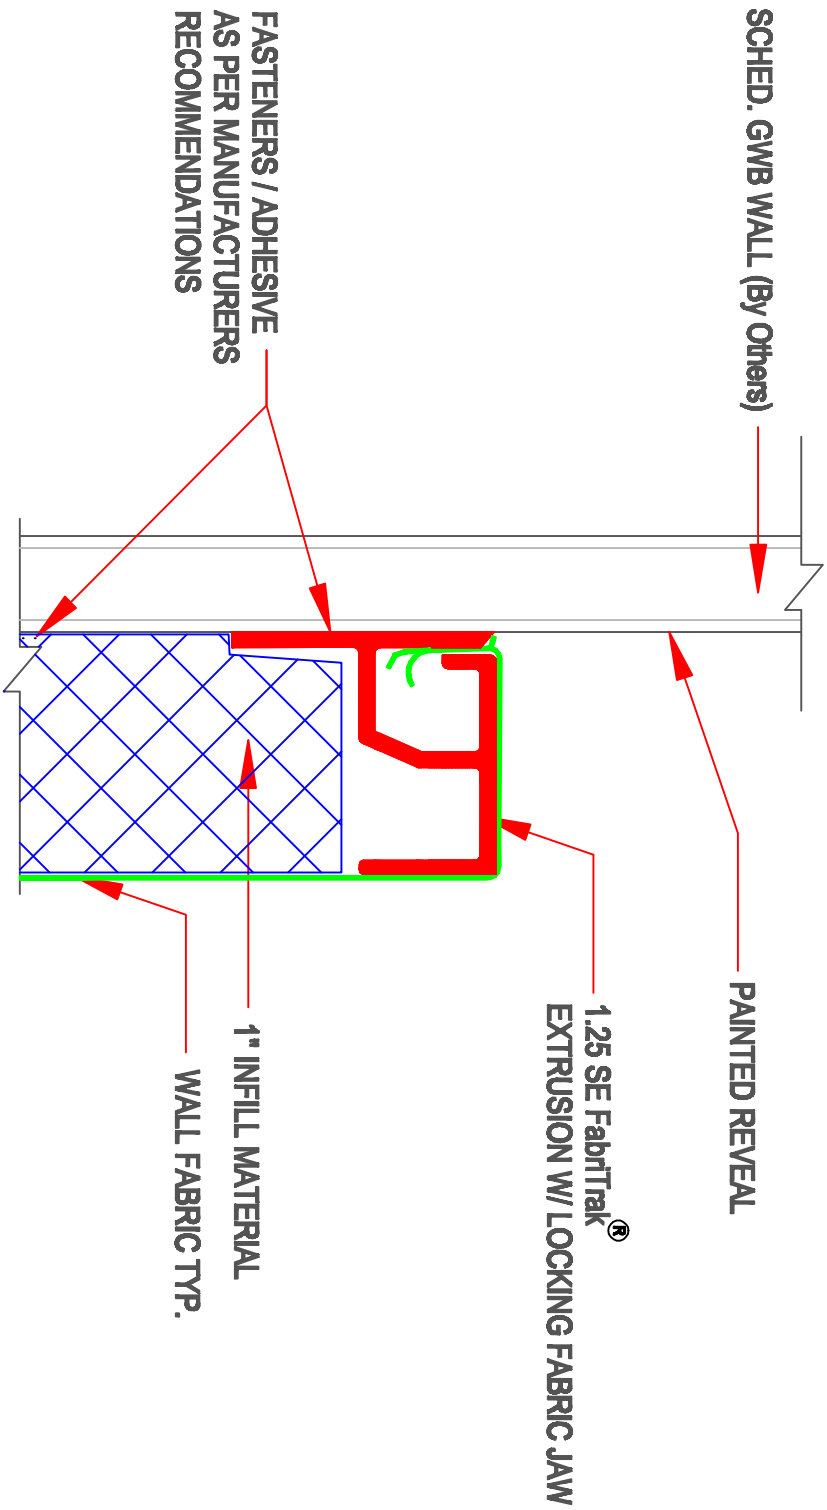 SCHED. GWB WALL (By Others)
FASTENERS / ADHESIVE
AS PER MANUFACTURERS
RECOMMENDATIONS
PAINTED REVEAL
1.25 SE FabriTrak®
EXTRUSION W/ LOCKING FABRIC JAW
1" INFILL MATERIAL
WALL FABRIC TYP.